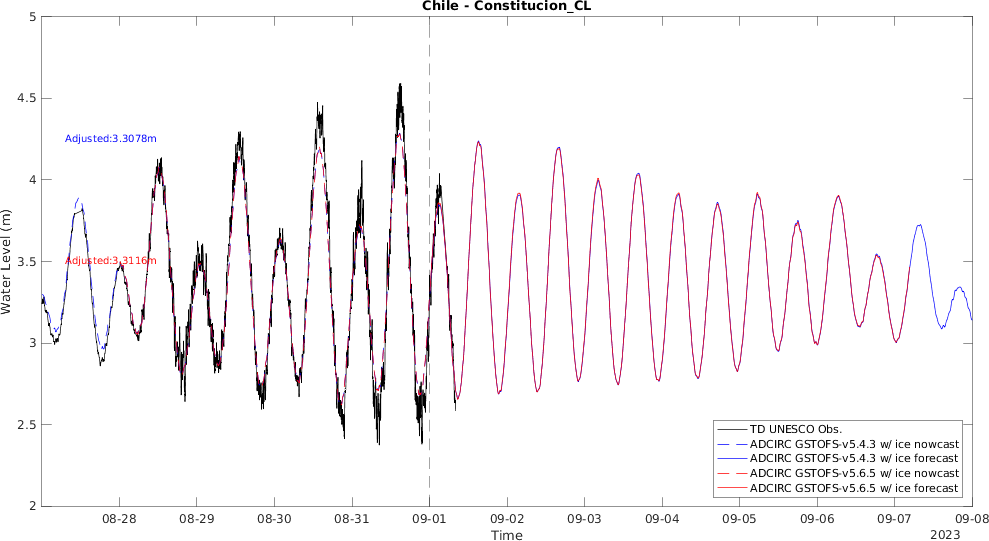 Chile - Constitucion_CL
Water Level (m)
5
4.5
4
3.5
3
2.5
2
Adjusted:3.3078m
Adjusted:3.3116m
TD UNESCO Obs.
ADCIRC GSTOFS-v5.4.3 w/ ice nowcast
ADCIRC GSTOFS-v5.4.3 w/ ice forecast
ADCIRC GSTOFS-v5.6.5 w/ ice nowcast
ADCIRC GSTOFS-v5.6.5 w/ ice forecast
08-28 08-29 08-30 08-31 09-01 09-02 09-03 09-04 09-05 09-06 09-07 09-08
Time
2023